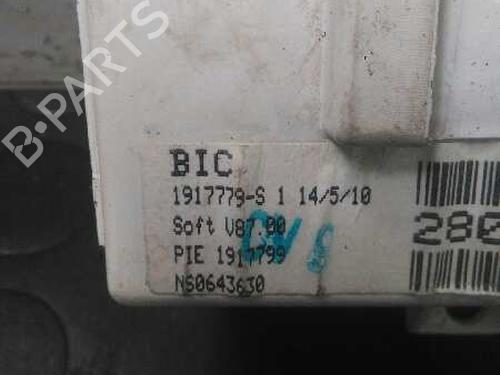 B-PARTS
BIC
1917779-S 1 14/5/10
Soft V87.00
PIE 1917799
NS0643630
280